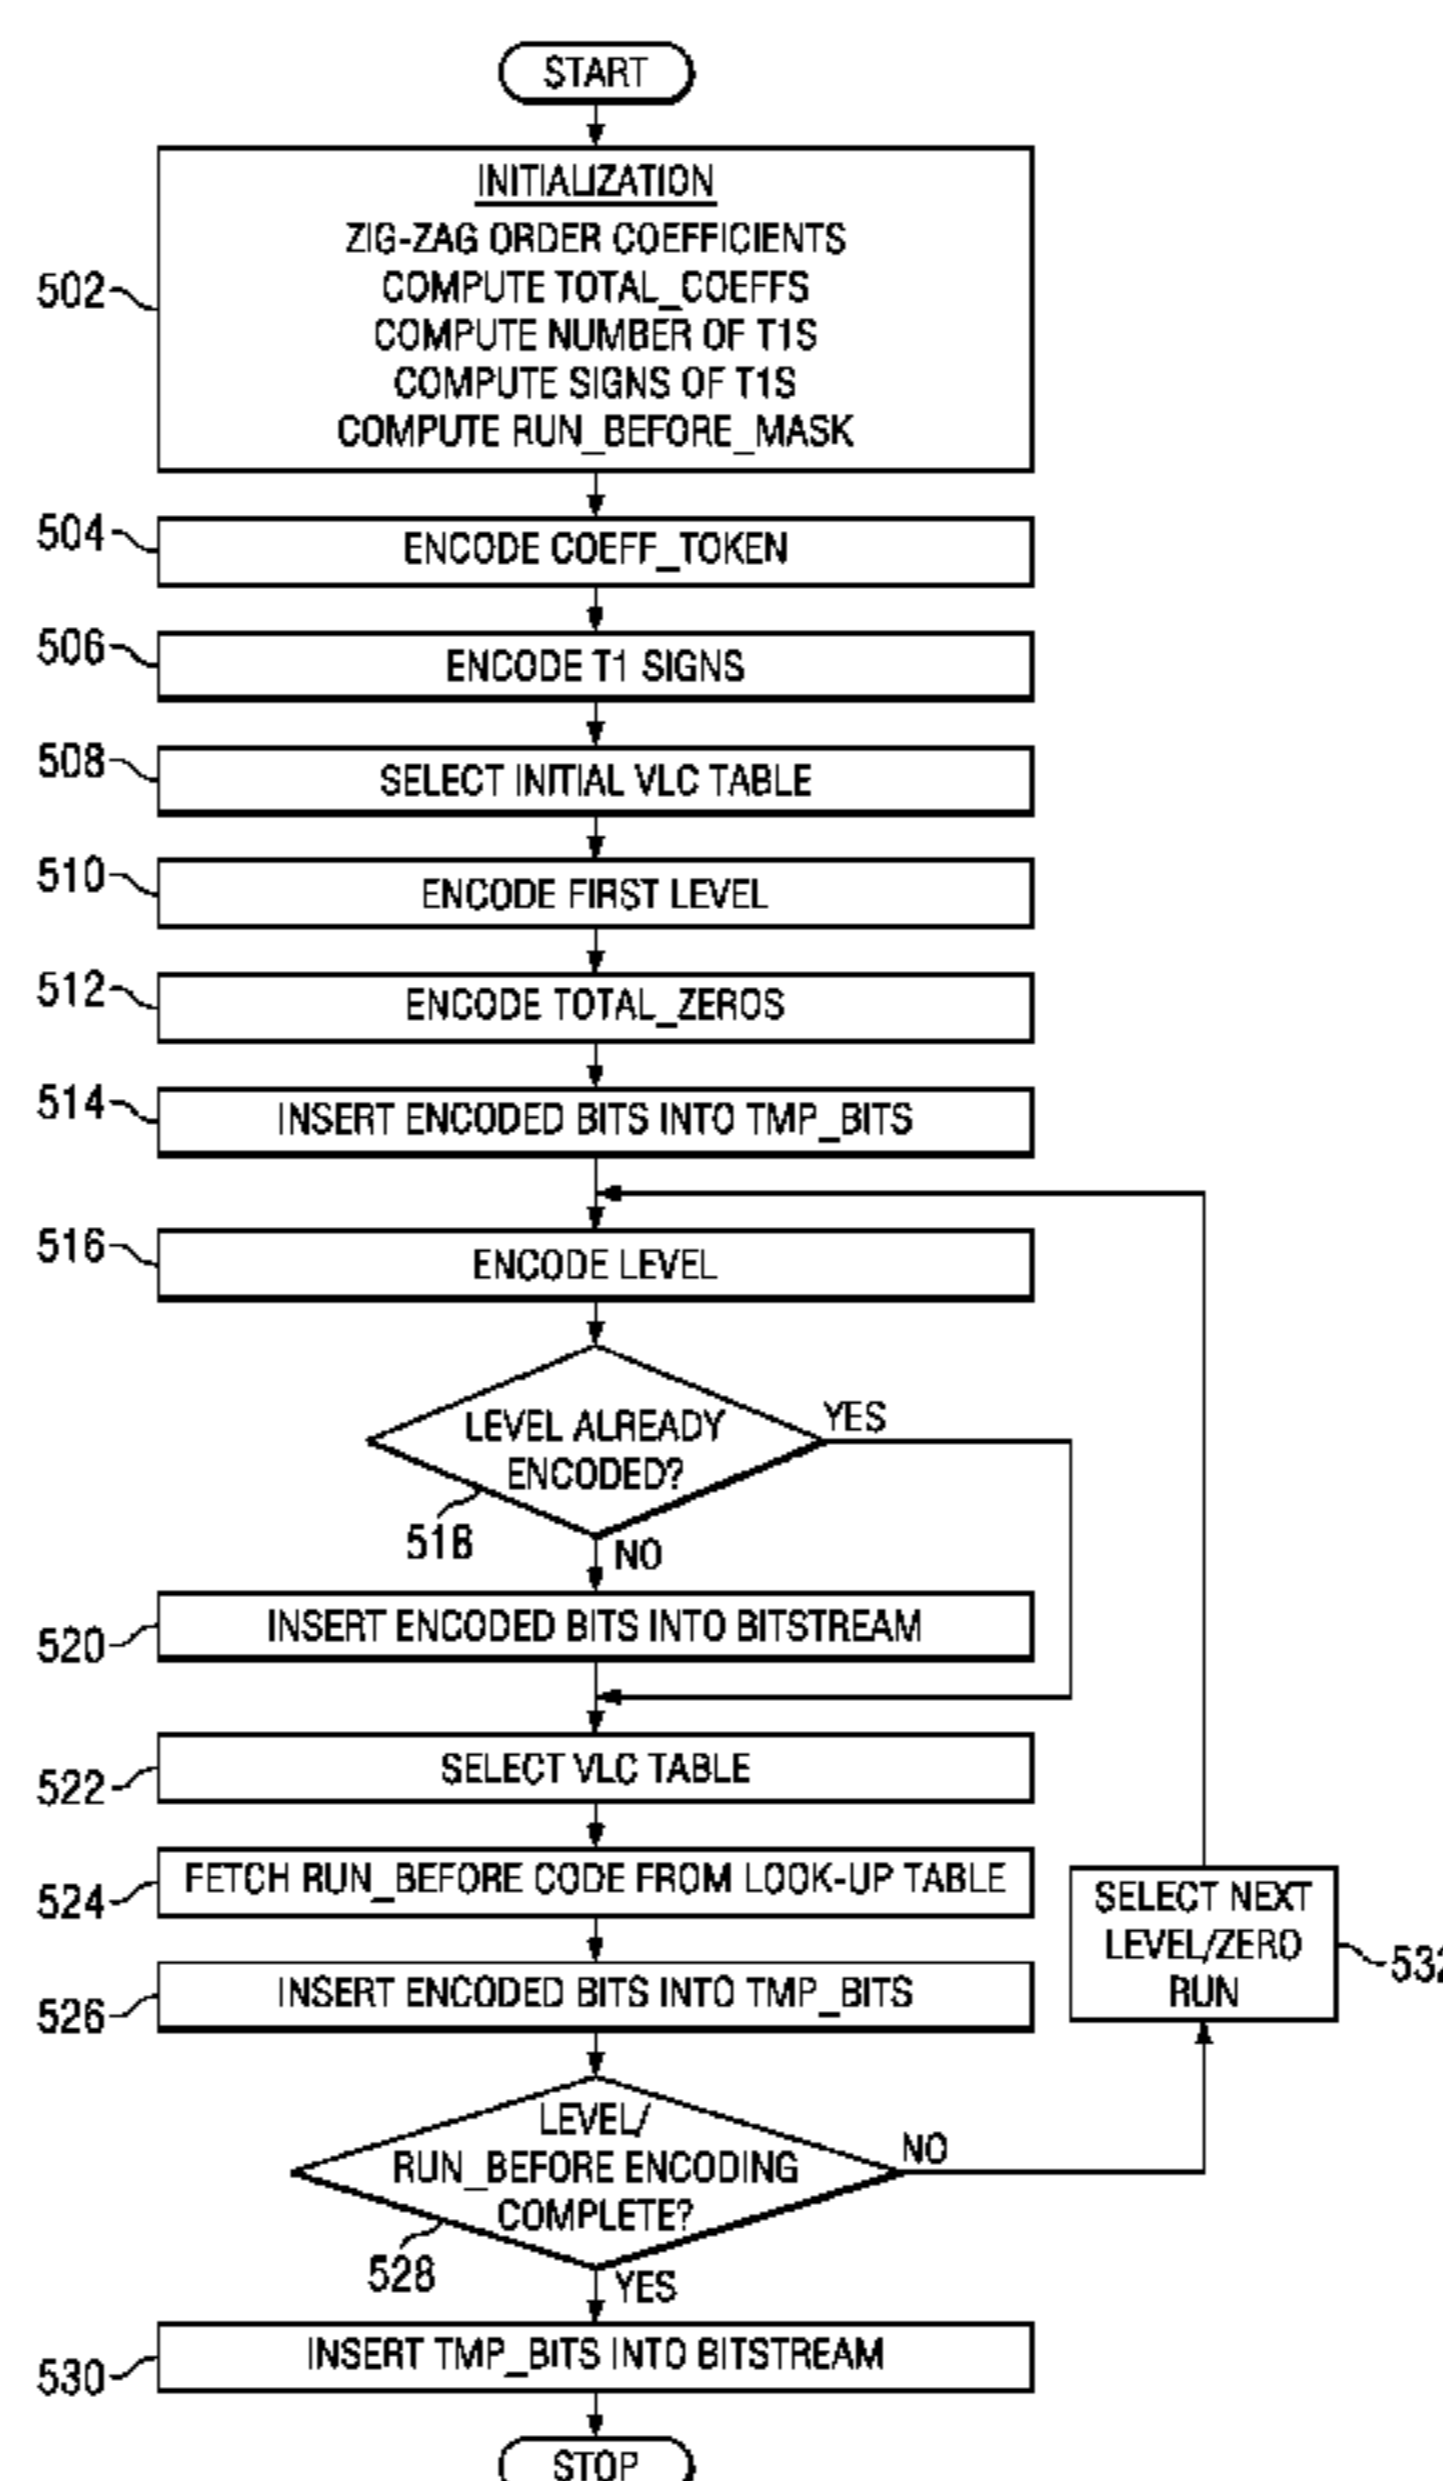 START
INITIALIZATION
ZIG-ZAG ORDER COEFFICIENTS
COMPUTE TOTAL_COEFFS
COMPUTE NUMBER OF T1S
COMPUTE SIGNS OF T1S
COMPUTE RUN_BEFORE_MASK
502
504
ENCODE COEFF_TOKEN
506
ENCODE T1 SIGNS
508
SELECT INITIAL VLC TABLE
510
ENCODE FIRST LEVEL
512
ENCODE TOTAL_ZEROS
514
INSERT ENCODED BITS INTO TMP_BITS
516
ENCODE LEVEL
LEVEL ALREADY
ENCODED?
YES
518
NO
520
INSERT ENCODED BITS INTO BITSTREAM
522
SELECT VLC TABLE
524
FETCH RUN_BEFORE CODE FROM LOOK-UP TABLE
526
INSERT ENCODED BITS INTO TMP_BITS
SELECT NEXT
LEVEL/ZERO
RUN
532
LEVEL/
RUN_BEFORE ENCODING
COMPLETE?
NO
528
YES
530
INSERT TMP_BITS INTO BITSTREAM
STOP